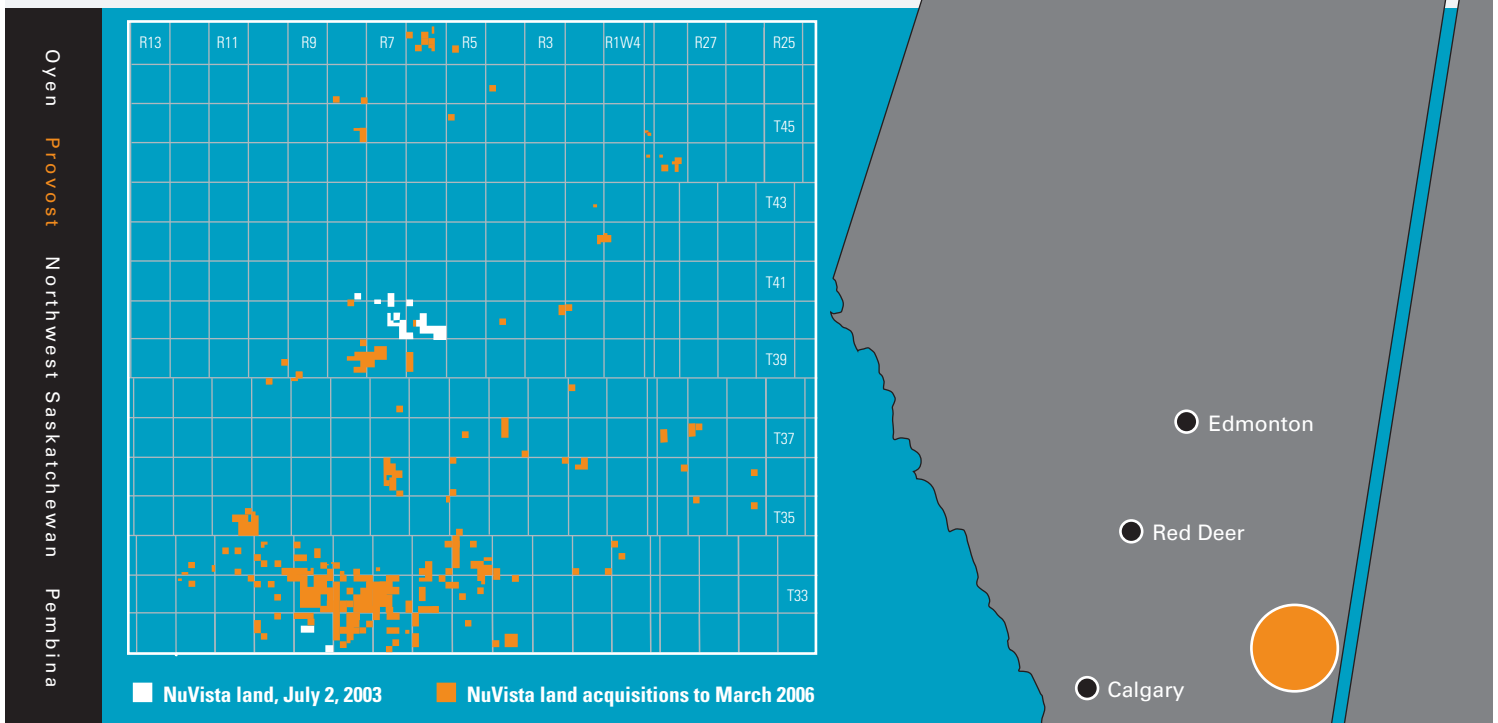 Oyen Provost Northwest Saskatchewan Pembina
R13 R11 R9 R7 R5 R3 R1W4 R27 R25
T45
T43
T41
T39
T37
T35
T33
NuVista land, July 2, 2003 NuVista land acquisitions to March 2006
Edmonton
Red Deer
Calgary